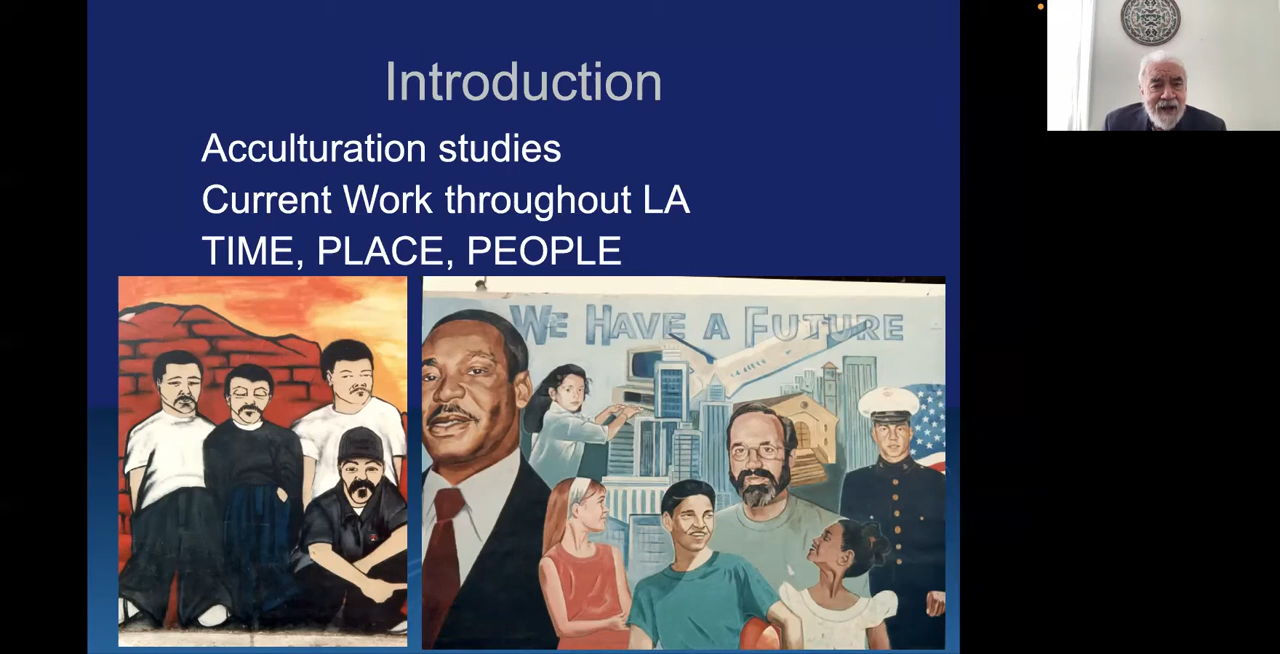 Introduction
Acculturation studies
Current Work throughout LA
TIME, PLACE, PEOPLE
WE HAVE A FUTURE